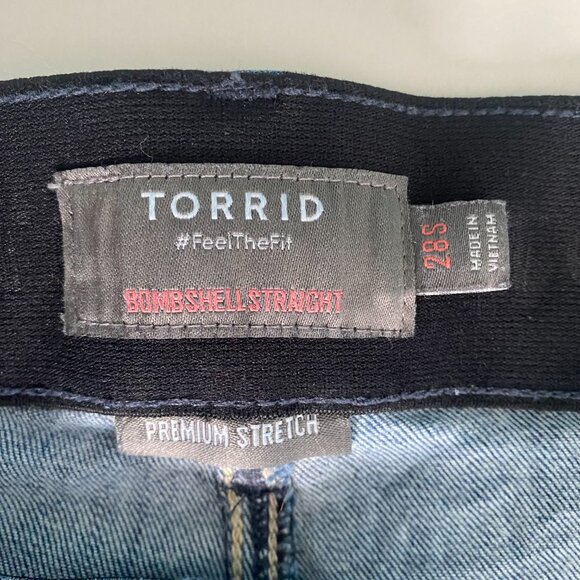 TORRID
#FeelTheFit
BOMBSHELL STRAIGHT
28S
MADE IN
VIETNAM
PREMIUM STRETCH